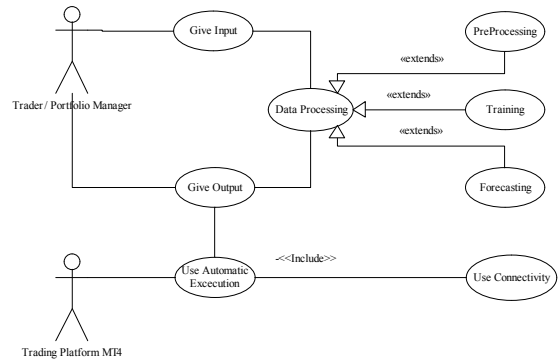 Give Input
PreProcessing
«extends»
Trader / Portfolio Manager
Data Processing
«extends»
Training
«extends»
Give Output
Forecasting
Use Automatic
Excecution
-<<Include>>
Use Connectivity
Trading Platform MT4